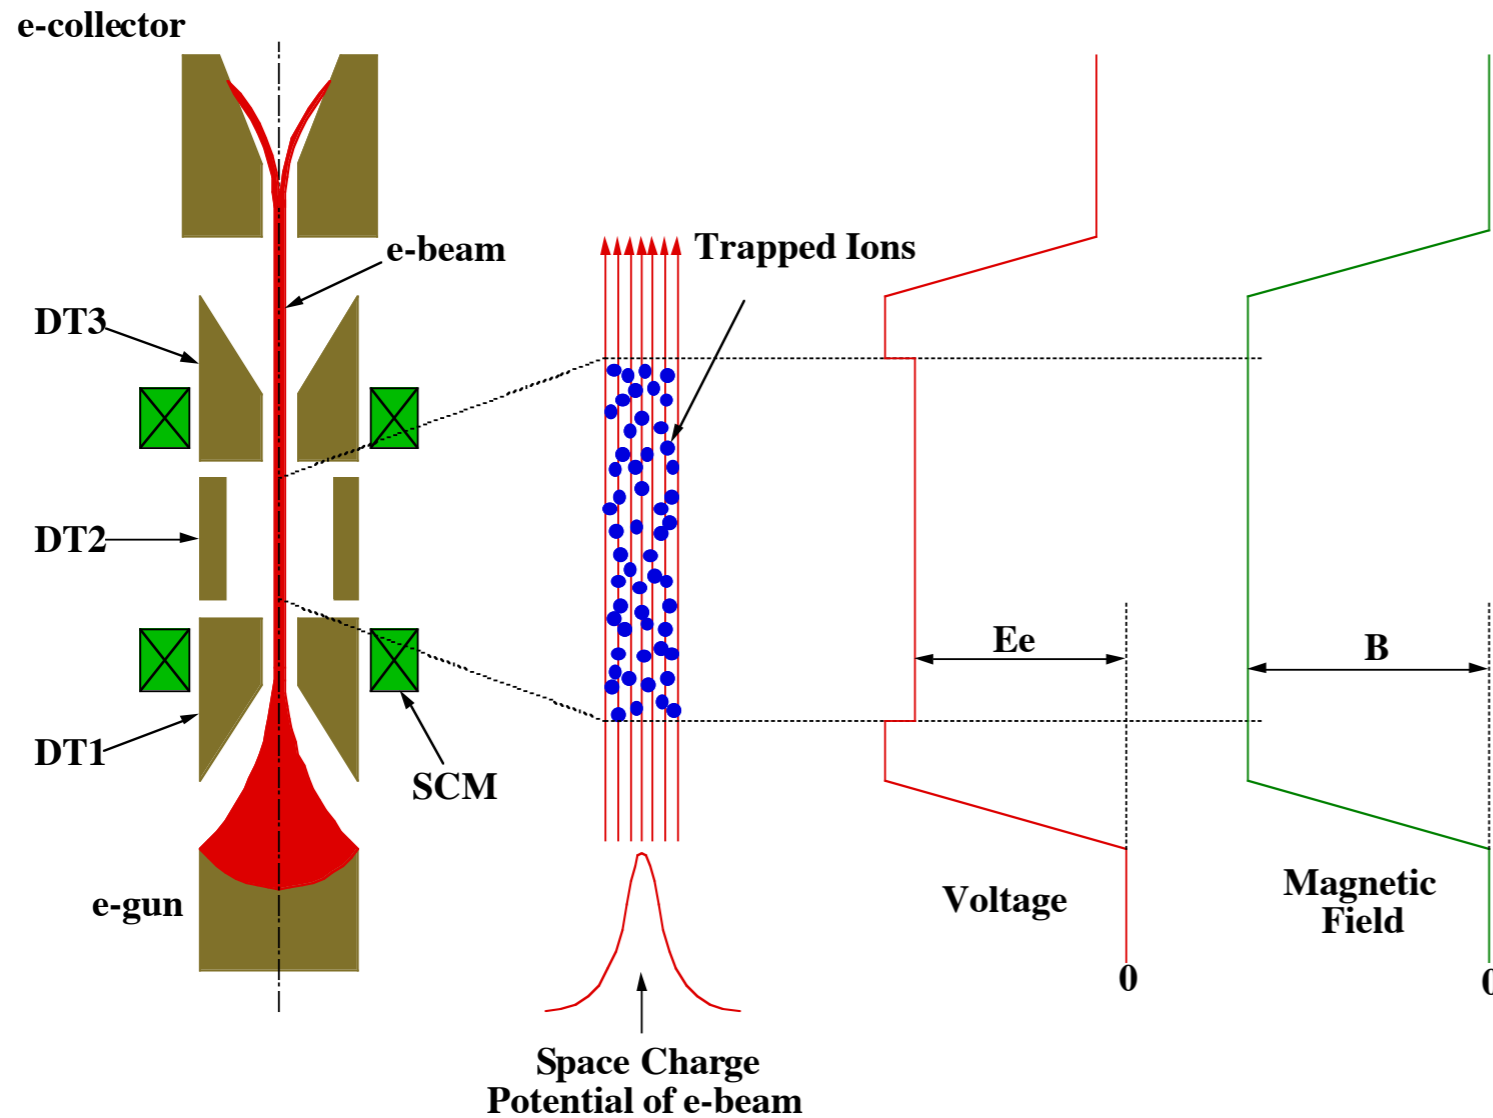 e-collector
e-beam
Trapped Ions
DT3
DT2
Ee
B
DT1
SCM
e-gun
Voltage
Magnetic
Field
0
0
Space Charge
Potential of e-beam